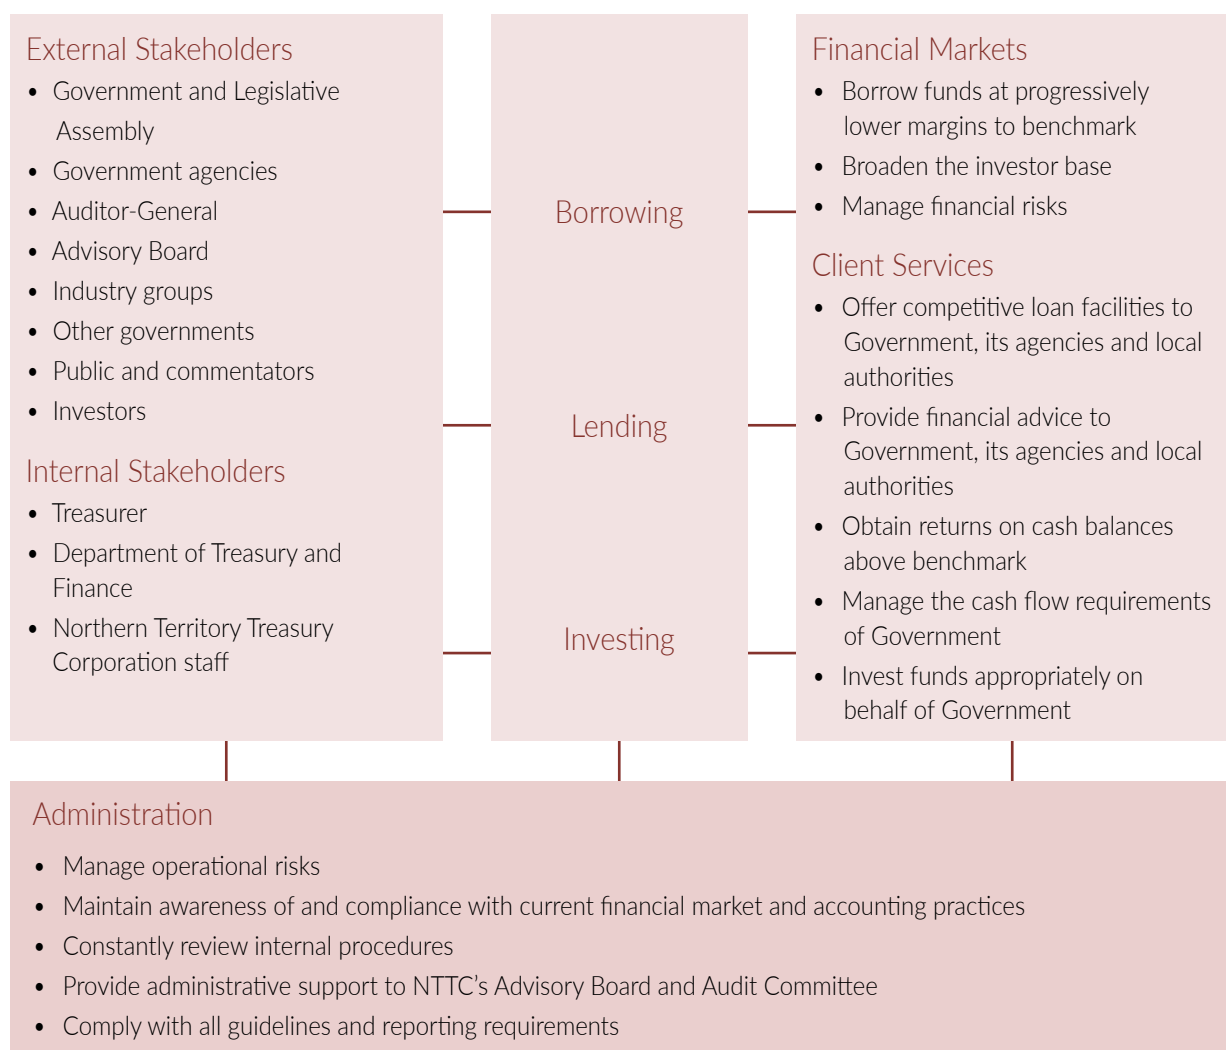 External Stakeholders
• Government and Legislative
Assembly
• Government agencies
• Auditor-General
• Advisory Board
• Industry groups
• Other governments
• Public and commentators
• Investors
Internal Stakeholders
• Treasurer
• Department of Treasury and
Finance
• Northern Territory Treasury
Corporation staff
Borrowing
Lending
Investing
Financial Markets
• Borrow funds at progressively
lower margins to benchmark
• Broaden the investor base
• Manage financial risks
Client Services
• Offer competitive loan facilities to
Government, its agencies and local
authorities
• Provide financial advice to
Government, its agencies and local
authorities
• Obtain returns on cash balances
above benchmark
• Manage the cash flow requirements
of Government
• Invest funds appropriately on
behalf of Government
Administration
• Manage operational risks
• Maintain awareness of and compliance with current financial market and accounting practices
• Constantly review internal procedures
• Provide administrative support to NTTC’s Advisory Board and Audit Committee
• Comply with all guidelines and reporting requirements